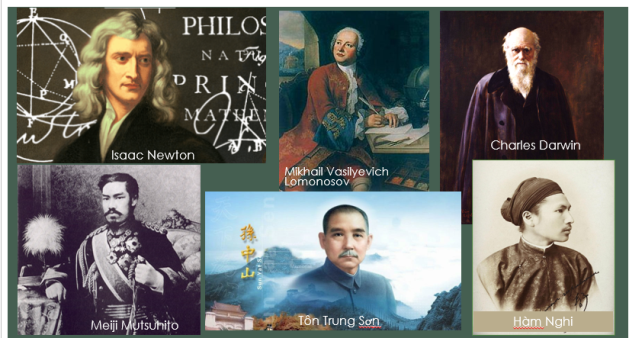 PHILOS
NAT
PRIN
MATHEM
Isaac Newton
Mikhail Vasilyevich
Lomonosov
Charles Darwin
Meiji Mutsuhito
孫中山
Tôn Trung Sơn
Hàm Nghi